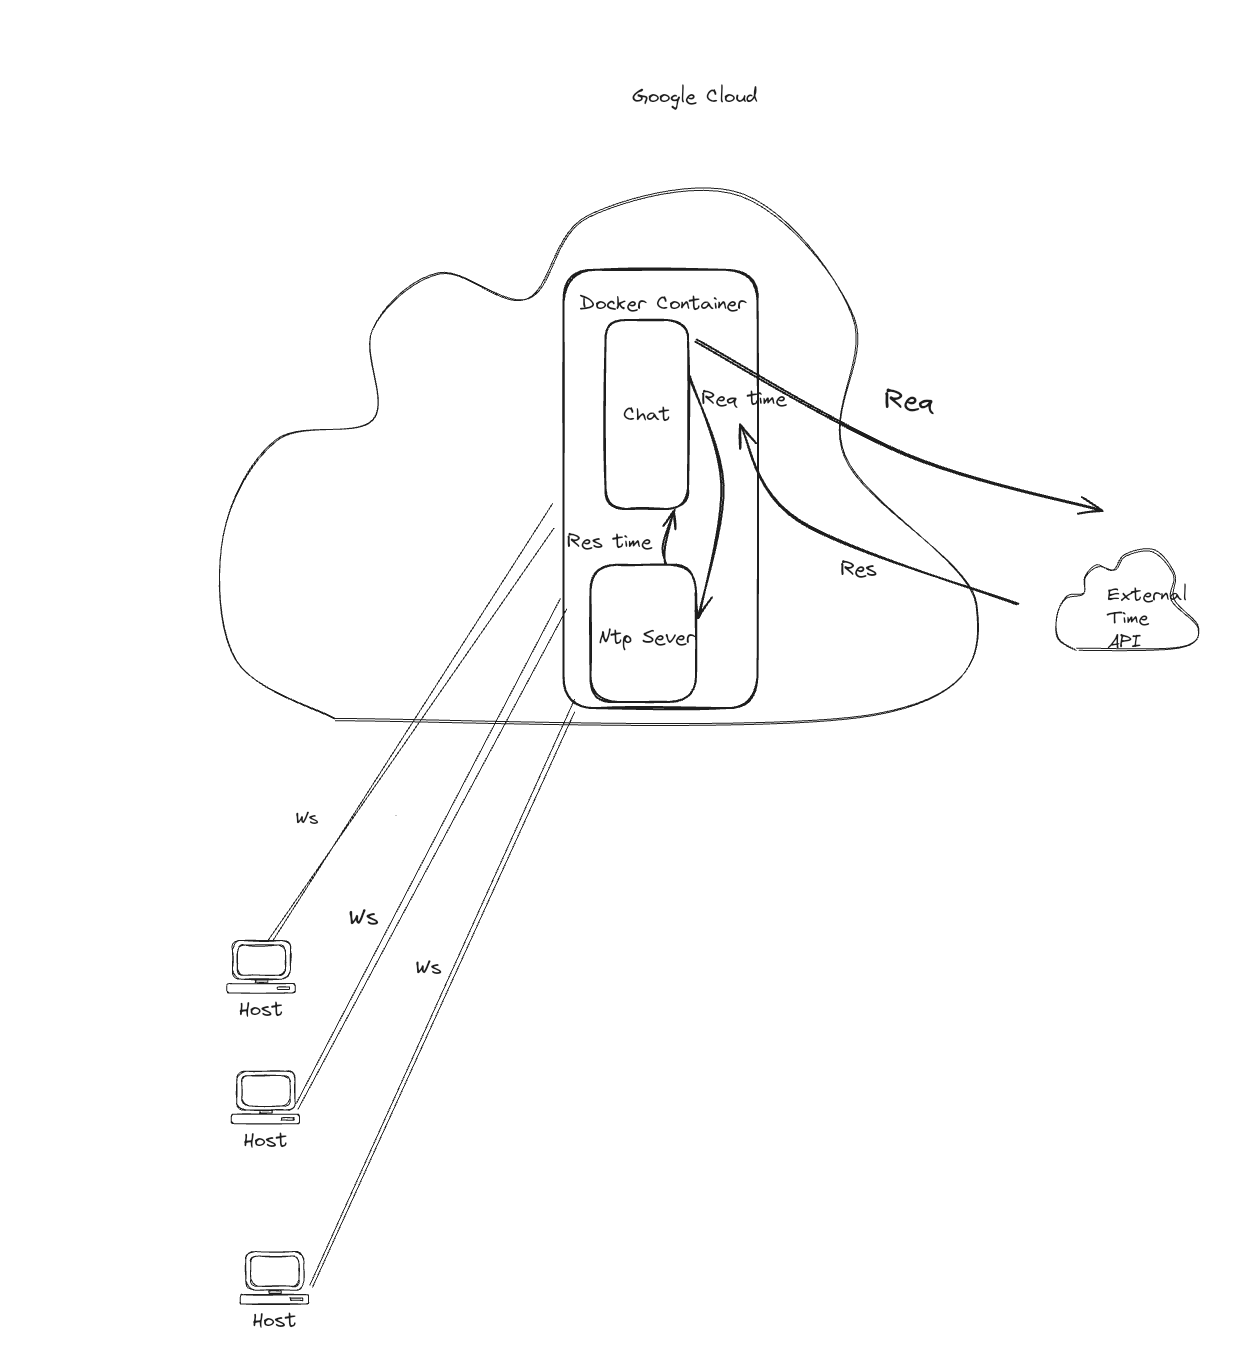 Google Cloud
Docker Container
Chat
Req time
Req
Res time
Res
Ntp Sever
External
Time
API
Ws
Ws
Ws
Host
Host
Host